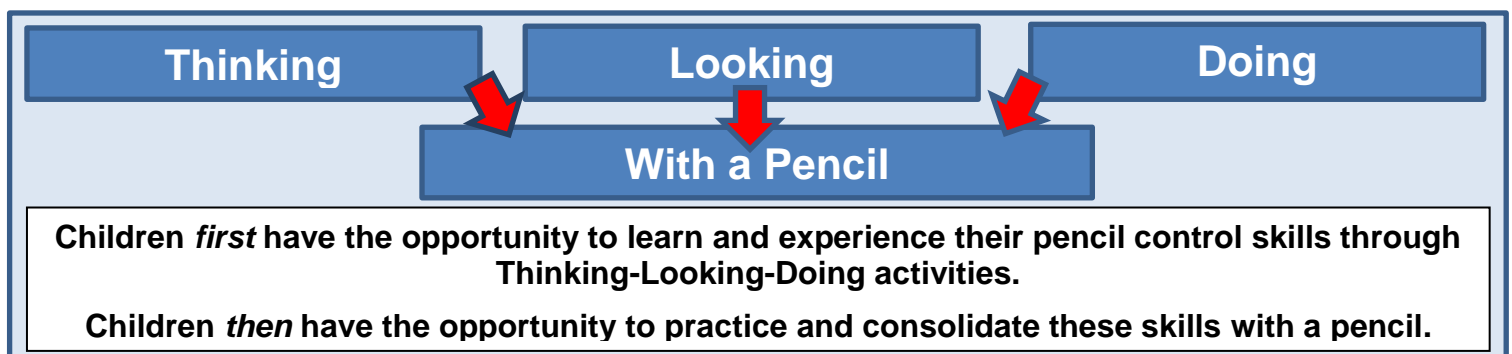 Thinking
Looking
Doing
With a Pencil
Children first have the opportunity to learn and experience their pencil control skills through
Thinking-Looking-Doing activities.
Children then have the opportunity to practice and consolidate these skills with a pencil.